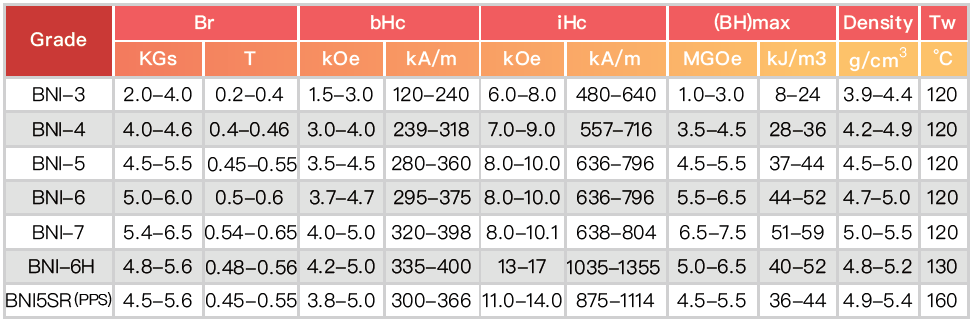 Grade Br bHc iHc (BH)max Density Tw
KGs T kOe kA/m kOe kA/m MGOe kJ/m3 g/cm³ °C
BNI–3 2.0–4.0 0.2–0.4 1.5–3.0 120–240 6.0–8.0 480–640 1.0–3.0 8–24 3.9–4.4 120
BNI–4 4.0–4.6 0.4–0.46 3.0–4.0 239–318 7.0–9.0 557–716 3.5–4.5 28–36 4.2–4.9 120
BNI–5 4.5–5.5 0.45–0.55 3.5–4.5 280–360 8.0–10.0 636–796 4.5–5.5 37–44 4.5–5.0 120
BNI–6 5.0–6.0 0.5–0.6 3.7–4.7 295–375 8.0–10.0 636–796 5.5–6.5 44–52 4.7–5.0 120
BNI–7 5.4–6.5 0.54–0.65 4.0–5.0 320–398 8.0–10.1 638–804 6.5–7.5 51–59 5.0–5.5 120
BNI–6H 4.8–5.6 0.48–0.56 4.2–5.0 335–400 13–17 1035–1355 5.0–6.5 40–52 4.8–5.2 130
BNI5SR (PPS) 4.5–5.6 0.45–0.55 3.8–5.0 300–366 11.0–14.0 875–1114 4.5–5.5 36–44 4.9–5.4 160